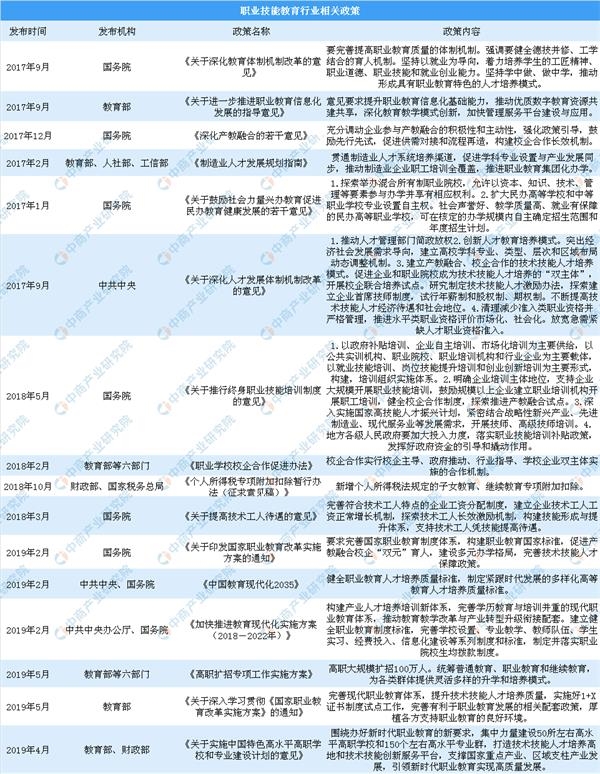 职业技能教育行业相关政策
发布时间 发布机构 政策名称 政策内容
2017年9月 国务院 《关于深化教育体制机制改革的意见》
要完善提高职业教育质量的体制机制。强调要健全德技并修、工学
结合的育人机制。坚持以就业为导向，着力培养学生的工匠精神、
职业道德、职业技能和就业创业能力。坚持学中做、做中学，推动
形成具有职业教育特色的人才培养模式。
2017年9月 教育部 《关于进一步推进职业教育信息化发展的指导意见》
意见要求提升职业教育信息化基础能力，推动优质数字教育资源共
建共享，深化教育教学模式创新，加快管理服务平台建设与应用。
2017年12月 国务院 《深化产教融合的若干意见》
充分调动企业参与产教融合的积极性和主动性，强化政策引导，鼓
励先行先试，促进供需对接和流程再造，构建校企合作长效机制。
2017年2月 教育部、人社部、工信部 《制造业人才发展规划指南》
贯通制造业人才系统培养渠道，促进学科专业设置与产业发展同
步，推动制造业企业职工培训全覆盖，推进职业教育集团化办学。
2017年1月 国务院 《关于鼓励社会力量兴办教育促进民办教育健康发展的若干意见》
1.探索举办混合所有制职业院校，允许以资本、知识、技术、管
理等要素参与办学并享有相应权利。2.扩大民办高等学校和中等
职业学校专业设置自主权。社会声誉好、教学质量高、就业有保障
的民办高等职业学校，可在核定的办学规模内自主确定招生范围和
年度招生计划。
2017年9月 中共中央 《关于深化人才发展体制机制改革的意见》
1.推动人才管理部门简政放权2.创新人才教育培养模式。突出经
济社会发展需求导向，建立高校学科专业、类型、层次和区域布局
动态调整机制。3.建立产教融合、校企合作的技术技能人才培养
模式。促进企业和职业院校成为技术技能人才培养的“双主体”，
开展校企联合培养试点。研究制定技术技能人才激励办法，探索建
立企业首席技师制度，试行年薪制和股权制、期权制。不断提高技
术技能人才经济待遇和社会地位。4.清理减少准入类职业资格并
严格管理，推进水平类职业资格评价市场化、社会化。放宽急需紧
缺人才职业资格准入。
2018年5月 国务院 《关于推行终身职业技能培训制度的意见》
1.以政府补贴培训、企业自主培训、市场化培训为主要供给，以
公共实训机构、职业院校、职业培训机构和行业企业为主要载体，
以就业技能培训、岗位技能提升培训和创业创新培训为主要形式，
构建，培训组织实施体系。2.明确企业培训主体地位，支持企业
大规模开展职业技能培训，鼓励规模以上企业建立职业培训机构开
展职工培训，健全校企合作制度，探索推进产教融合试点。3.深
入实施国家高技能人才振兴计划，紧密结合战略性新兴产业、先进
制造业、现代服务业等发展需求，开展技师、高级技师培训。4.
地方各级人民政府要加大投入力度，落实职业技能培训补贴政策，
发挥好政府资金的引导和撬动作用。
2018年2月 教育部等六部门 《职业学校校企合作促进办法》
校企合作实行校企主导、政府推动、行业指导、学校企业双主体实
施的合作机制。
2018年10月 财政部、国家税务总局 《个人所得税专项附加扣除暂行办法（征求意见稿）》
新增个人所得税法规定的子女教育、继续教育专项附加扣除。
2018年3月 国务院 《关于提高技术工人待遇的意见》
完善符合技术工人特点的企业工资分配制度，建立企业技术工人工
资正常增长机制，探索技术工人长效激励机制，构建技能形成与提
升体系，支持技术工人凭技能提高待遇。
2019年2月 国务院 《关于印发国家职业教育改革实施方案的通知》
要求完善国家职业教育制度体系，构建职业教育国家标准，促进产
教融合校企“双元”育人，建设多元办学格局，完善技术技能人才
保障政策。
2019年2月 中共中央、国务院 《中国教育现代化2035》
健全职业教育人才培养质量标准，制定紧跟时代发展的多样化高等
教育人才培养质量标准。
2019年2月 中共中央办公厅、国务院 《加快推进教育现代化实施方案（2018－2022年）》
构建产业人才培养培训新体系，完善学历教育与培训并重的现代职
业教育体系，推动教育教学改革与产业转型升级衔接配套。建立健
全职业教育制度标准，完善学校设置、专业教学、教师队伍、学生
实习、经费投入、信息化建设等系列制度和标准，制定并落实职业
院校生均拨款制度。
2019年5月 教育部等六部门 《高职扩招专项工作实施方案》
高职大规模扩招100万人。统筹普通教育、职业教育和继续教育，
为各类群体提供灵活多样的升学和培养模式。
2019年5月 教育部 《关于深入学习贯彻《国家职业教育改革实施方案》的通知》
完善现代职业教育体系，提升技术技能人才培养质量，实施好1+X
证书制度试点工作，完善有利于职业教育发展的相关配套政策，厚
植各方支持职业教育的良好环境。
2019年4月 教育部、财政部 《关于实施中国特色高水平高职学校和专业建设计划的意见》
围绕办好新时代职业教育的新要求，集中力量建设50所左右高水
平高职学校和150个左右高水平专业群，打造技术技能人才培养高
地和技术技能创新服务平台，支撑国家重点产业、区域支柱产业发
展，引领新时代职业教育实现高质量发展。
中商产业研究院